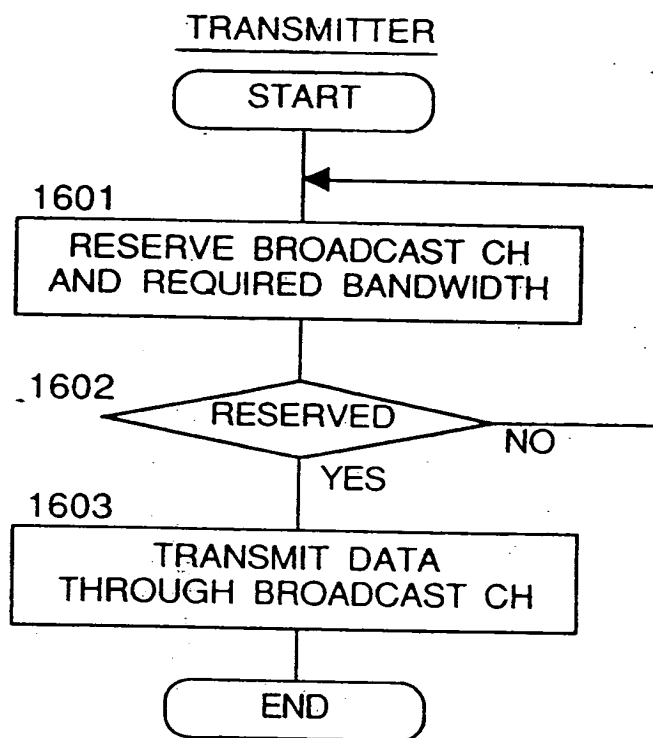 TRANSMITTER
START
1601
RESERVE BROADCAST CH
AND REQUIRED BANDWIDTH
1602
RESERVED
NO
YES
1603
TRANSMIT DATA
THROUGH BROADCAST CH
END